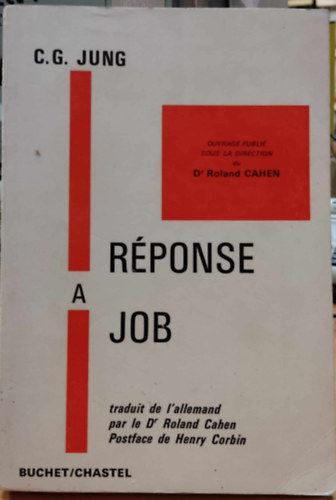 C.G. JUNG
OUVRAGE PUBLIÉ
SOUS LA DIRECTION
du
Dr Roland CAHEN
RÉPONSE
A
JOB
traduit de l'allemand
par le Dr Roland Cahen
Postface de Henry Corbin
BUCHET/CHASTEL